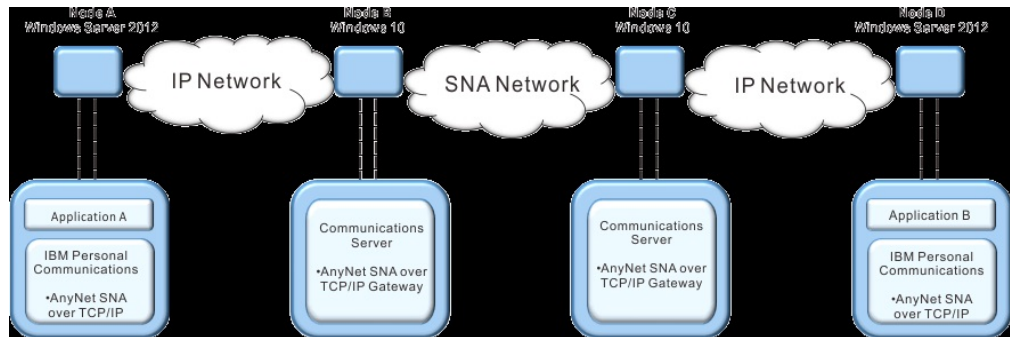 Node A
Windows Server 2012
Node B
Windows 10
Node C
Windows 10
Node D
Windows Server 2012
IP Network
SNA Network
IP Network
Application A
IBM Personal
Communications
•AnyNet SNA
over TCP/IP
Communications
Server
•AnyNet SNA over
TCP/IP Gateway
Communications
Server
•AnyNet SNA over
TCP/IP Gateway
Application B
IBM Personal
Communications
•AnyNet SNA
over TCP/IP